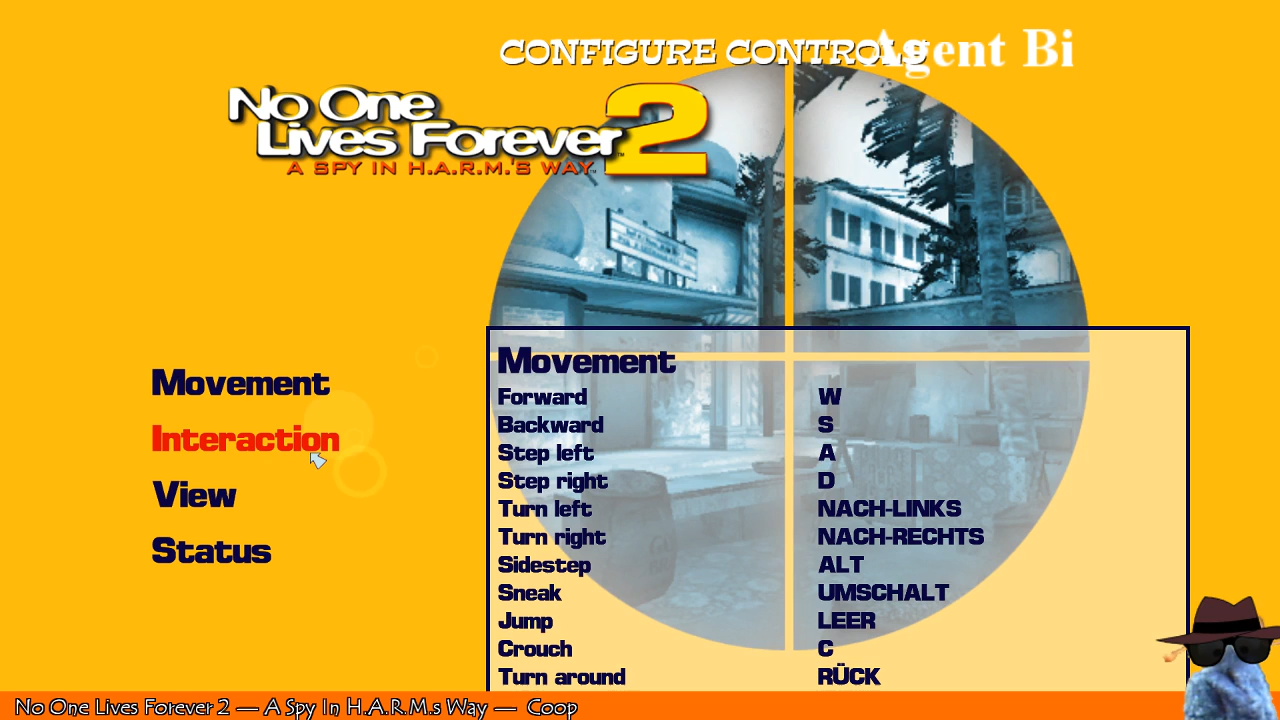 CONFIGURE CONTROLS
Agent Bi
No One
Lives Forever 2
A SPY IN H.A.R.M.'S WAY
Movement
Interaction
View
Status
Movement
Forward W
Backward S
Step left A
Step right D
Turn left NACH-LINKS
Turn right NACH-RECHTS
Sidestep ALT
Sneak UMSCHALT
Jump LEER
Crouch C
Turn around RÜCK
No One Lives Forever 2 — A Spy In H.A.R.M.s Way — Coop